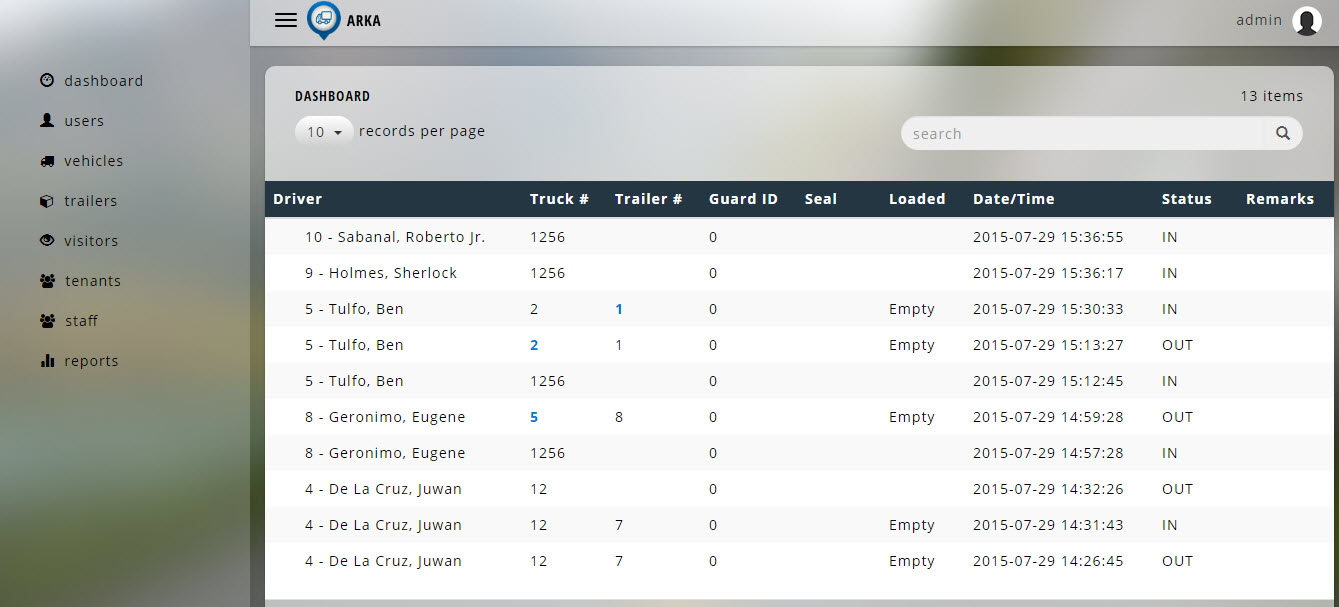 ARKA
admin
dashboard
users
vehicles
trailers
visitors
tenants
staff
reports
DASHBOARD
13 items
10 records per page
search
Driver Truck # Trailer # Guard ID Seal Loaded Date/Time Status Remarks
10 - Sabanal, Roberto Jr. 1256 0 2015-07-29 15:36:55 IN
9 - Holmes, Sherlock 1256 0 2015-07-29 15:36:17 IN
5 - Tulfo, Ben 2 1 0 Empty 2015-07-29 15:30:33 IN
5 - Tulfo, Ben 2 1 0 Empty 2015-07-29 15:13:27 OUT
5 - Tulfo, Ben 1256 0 2015-07-29 15:12:45 IN
8 - Geronimo, Eugene 5 8 0 Empty 2015-07-29 14:59:28 OUT
8 - Geronimo, Eugene 1256 0 2015-07-29 14:57:28 IN
4 - De La Cruz, Juwan 12 0 2015-07-29 14:32:26 OUT
4 - De La Cruz, Juwan 12 7 0 Empty 2015-07-29 14:31:43 IN
4 - De La Cruz, Juwan 12 7 0 Empty 2015-07-29 14:26:45 OUT